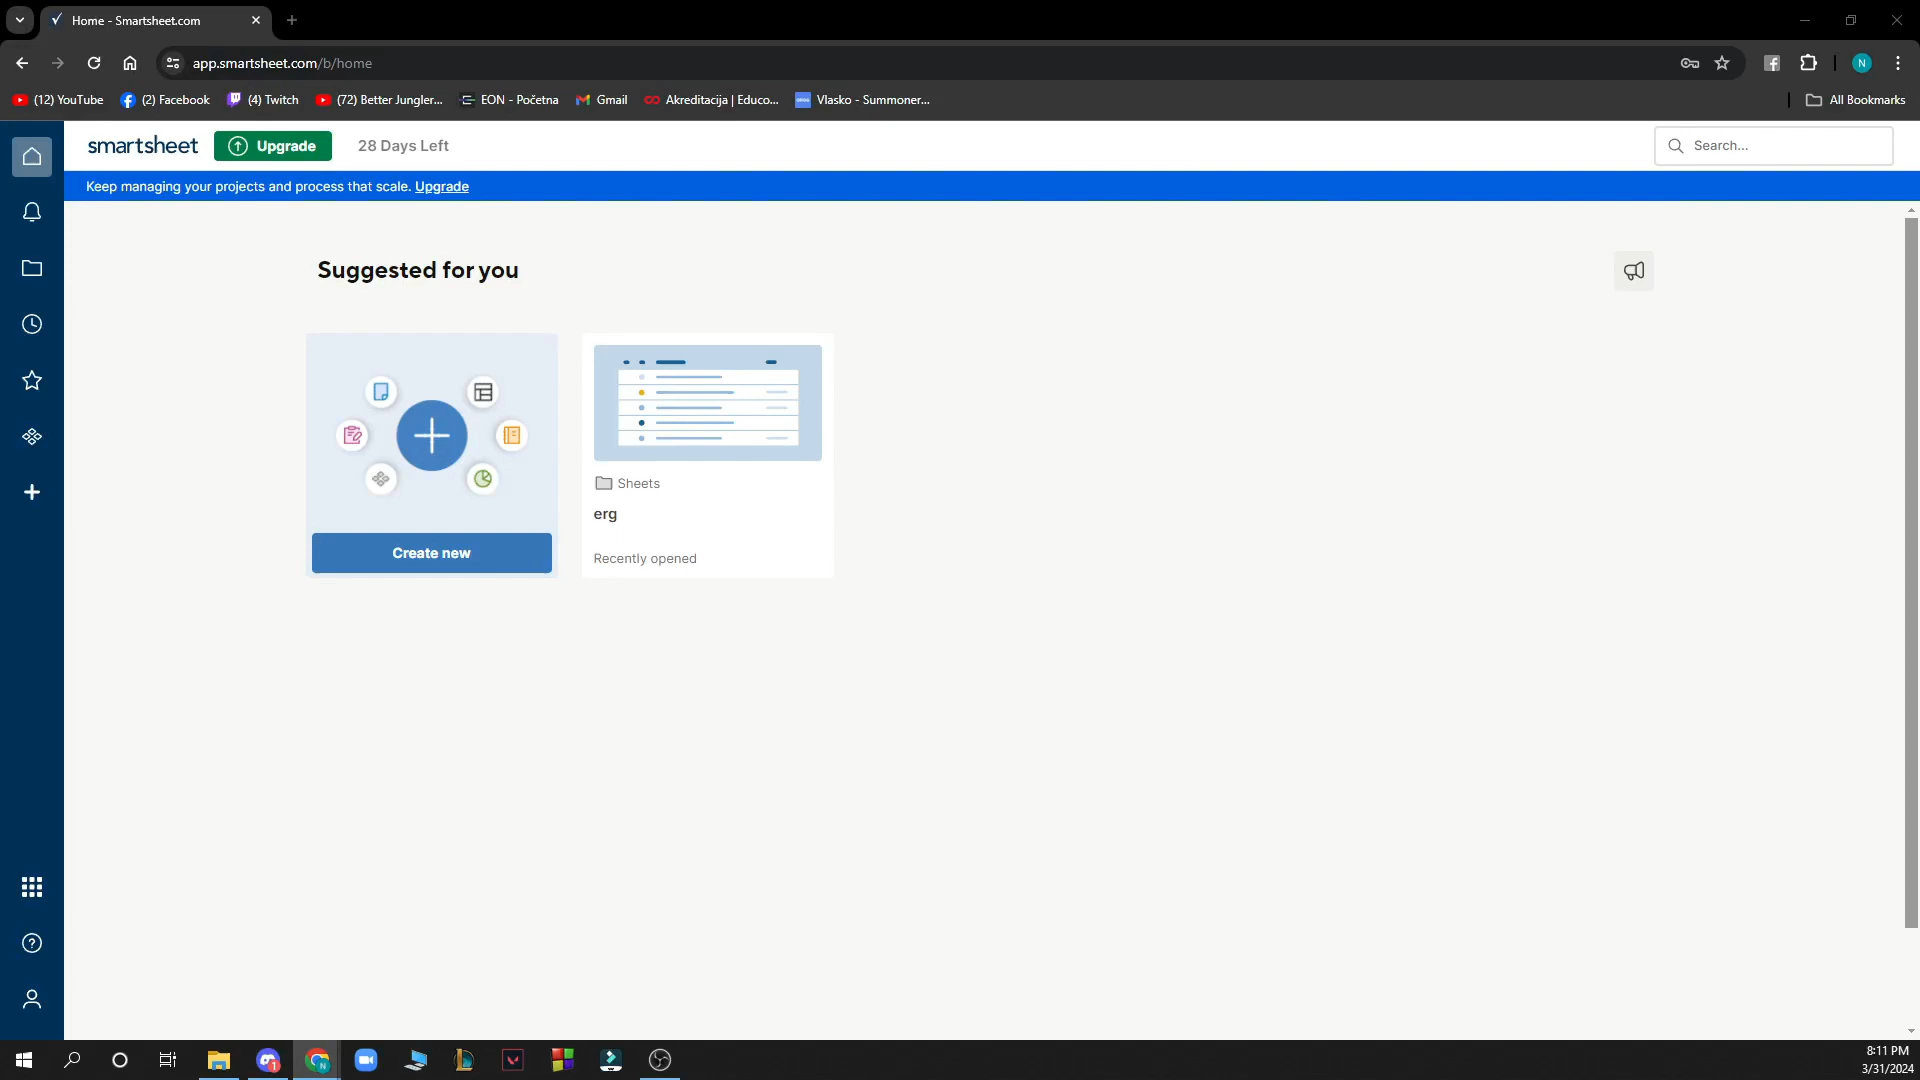 Home - Smartsheet.com
app.smartsheet.com/b/home
(12) YouTube
(2) Facebook
(4) Twitch
(72) Better Jungler...
EON - Početna
Gmail
Akreditacija | Educo...
Vlasko - Summoner...
All Bookmarks
smartsheet
Upgrade
28 Days Left
Search...
Keep managing your projects and process that scale. Upgrade
Suggested for you
Create new
Sheets
erg
Recently opened
8:11 PM
3/31/2024